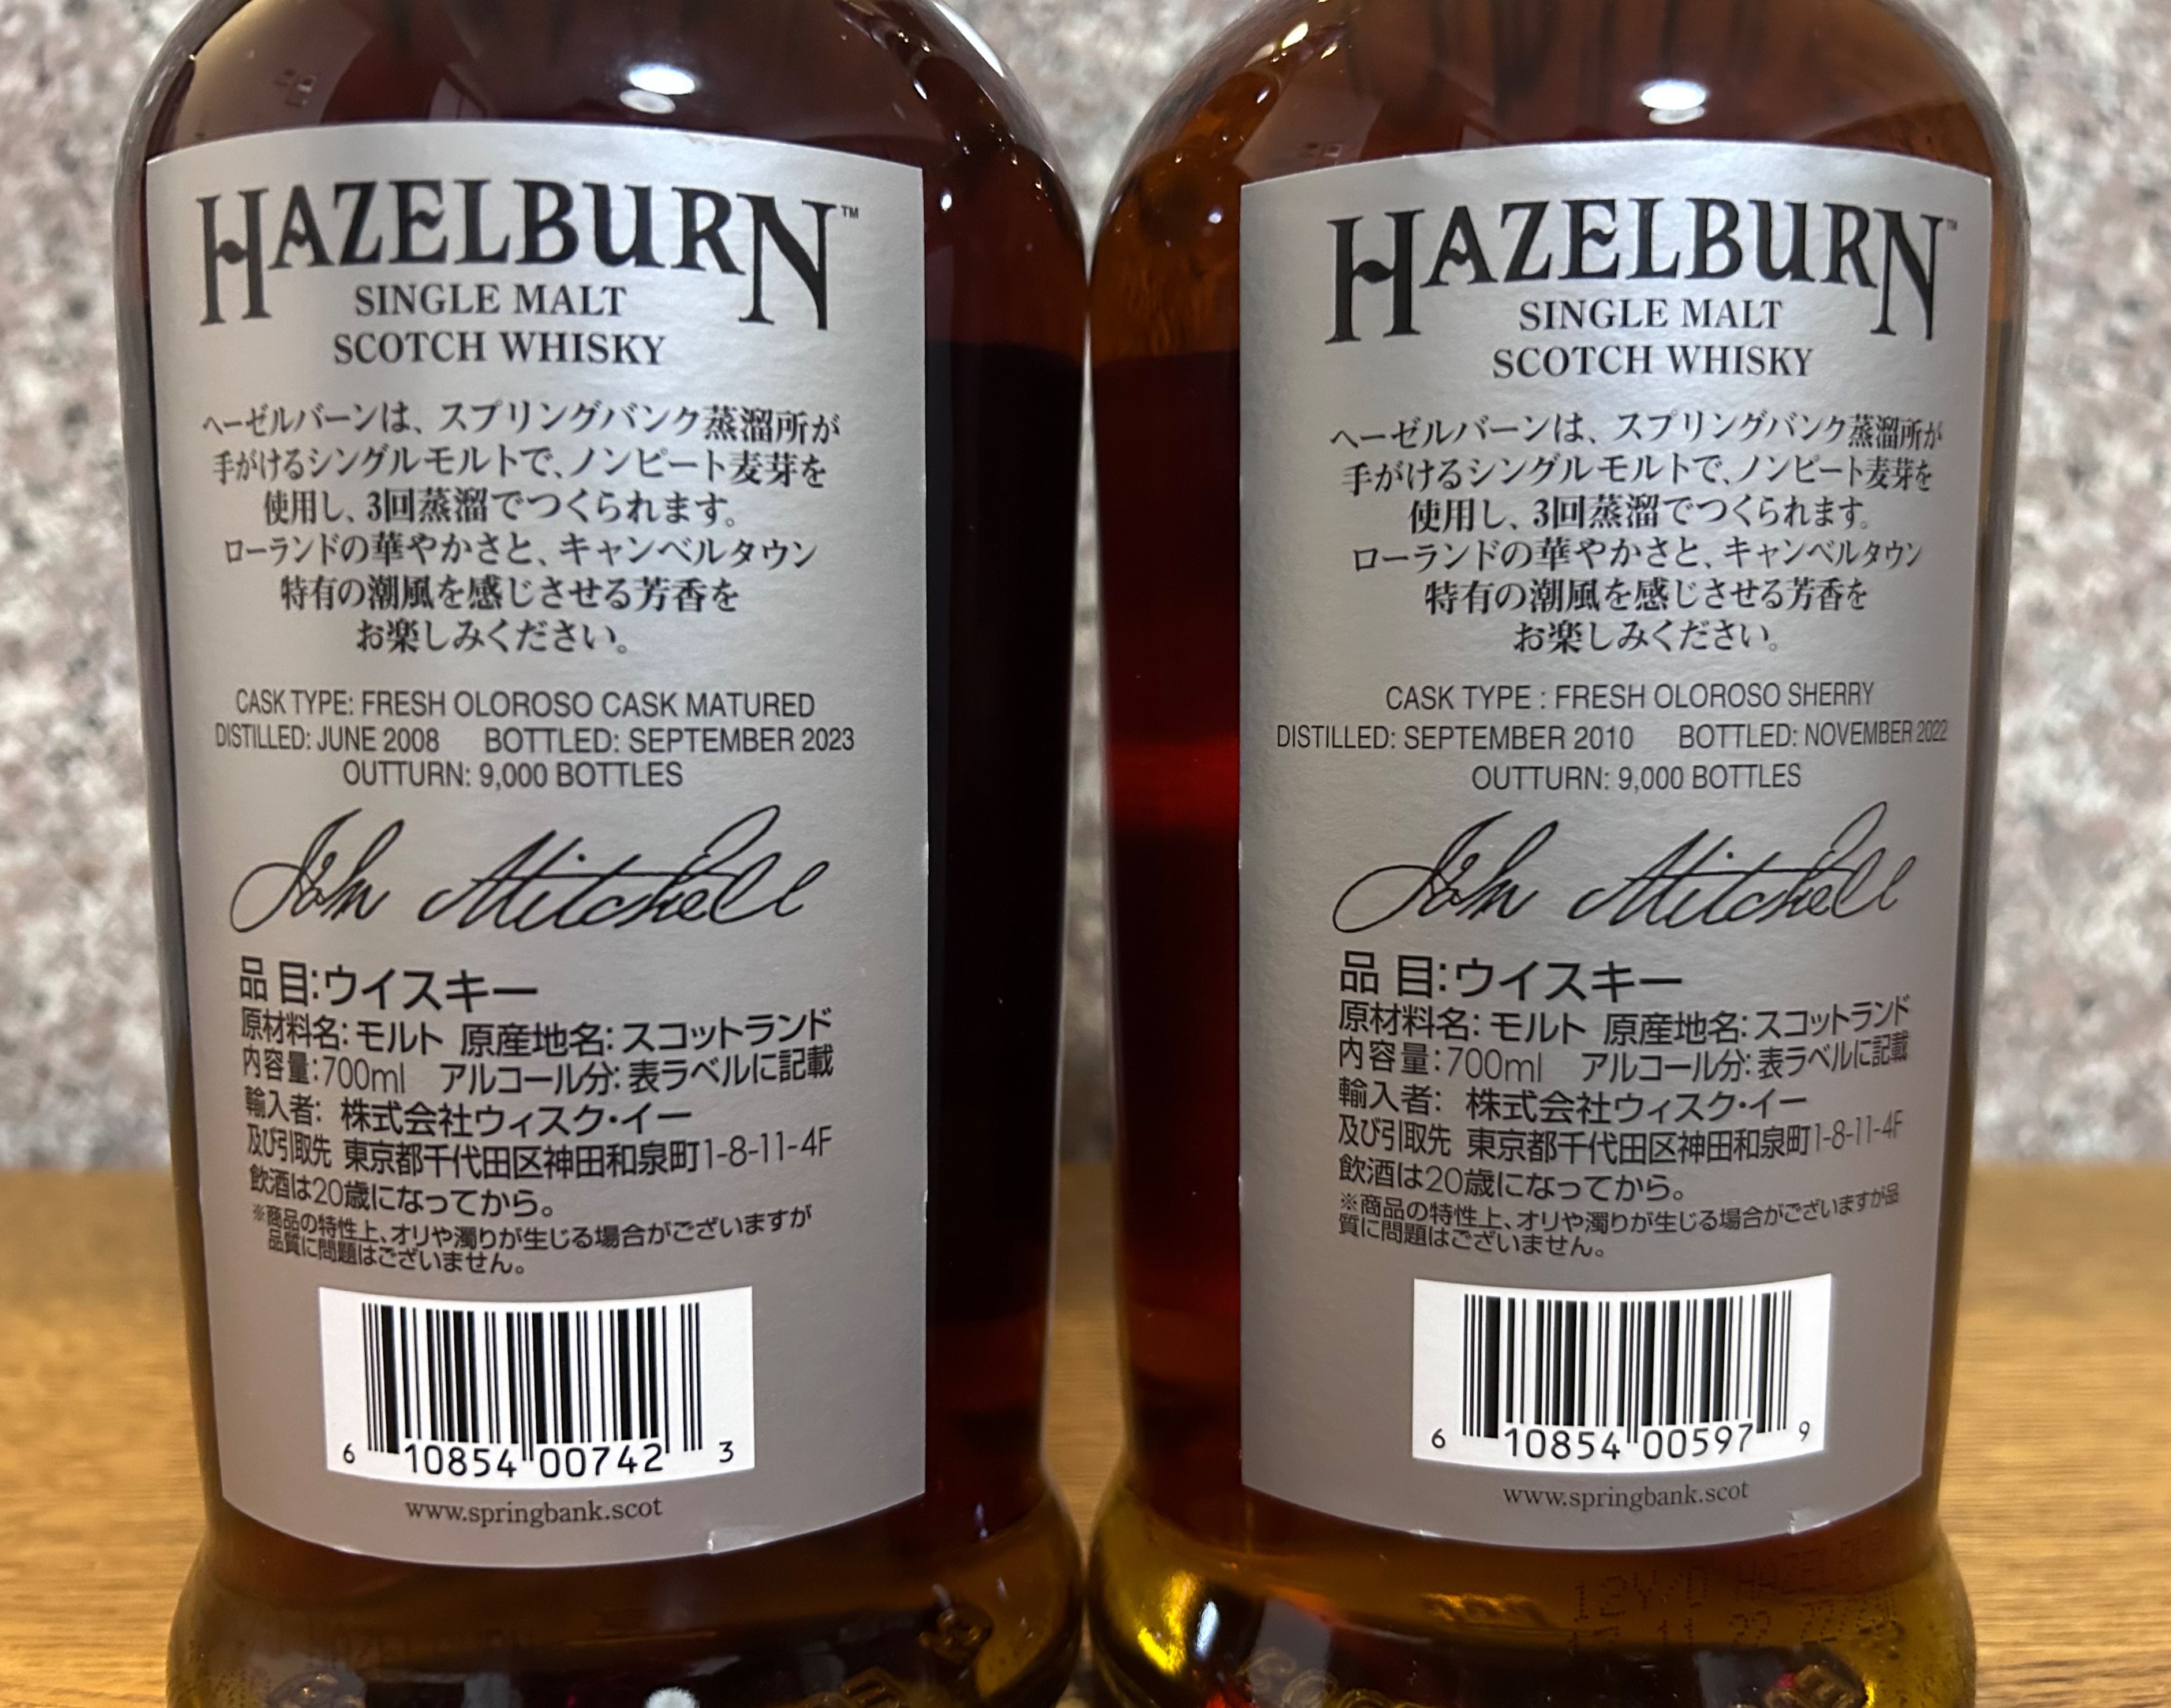 HAZELBURN™
SINGLE MALT
SCOTCH WHISKY
ヘーゼルバーンは、スプリングバンク蒸溜所が
手がけるシングルモルトで、ノンピート麦芽を
使用し、3回蒸溜でつくられます。
ローランドの華やかさと、キャンベルタウン
特有の潮風を感じさせる芳香を
お楽しみください。
CASK TYPE: FRESH OLOROSO CASK MATURED
DISTILLED: JUNE 2008 BOTTLED: SEPTEMBER 2023
OUTTURN: 9,000 BOTTLES
John Mitchell
品 目:ウイスキー
原材料名: モルト 原産地名: スコットランド
内容量:700ml アルコール分: 表ラベルに記載
輸入者: 株式会社ウィスク・イー
及び引取先 東京都千代田区神田和泉町1-8-11-4F
飲酒は20歳になってから。
※商品の特性上、オリや濁りが生じる場合がございますが
品質に問題はございません。
6 10854 00742 3
www.springbank.scot
HAZELBURN™
SINGLE MALT
SCOTCH WHISKY
ヘーゼルバーンは、スプリングバンク蒸溜所が
手がけるシングルモルトで、ノンピート麦芽を
使用し、3回蒸溜でつくられます。
ローランドの華やかさと、キャンベルタウン
特有の潮風を感じさせる芳香を
お楽しみください。
CASK TYPE : FRESH OLOROSO SHERRY
DISTILLED: SEPTEMBER 2010 BOTTLED: NOVEMBER 2022
OUTTURN: 9,000 BOTTLES
John Mitchell
品 目:ウイスキー
原材料名: モルト 原産地名: スコットランド
内容量:700ml アルコール分: 表ラベルに記載
輸入者: 株式会社ウィスク・イー
及び引取先 東京都千代田区神田和泉町1-8-11-4F
飲酒は20歳になってから。
※商品の特性上、オリや濁りが生じる場合がございますが品
質に問題はございません。
6 10854 00597 9
www.springbank.scot
12Y/O